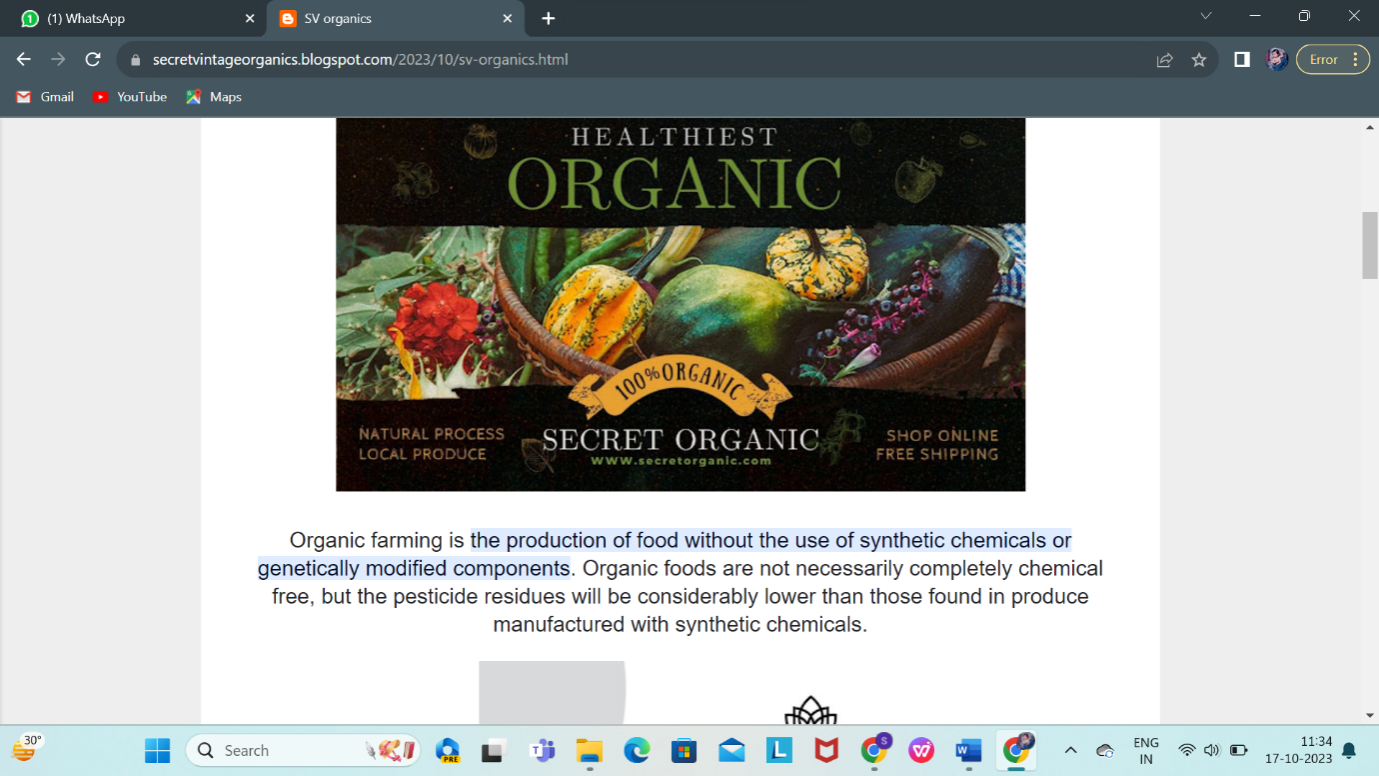 (1) WhatsApp
SV organics
secretvintageorganics.blogspot.com/2023/10/sv-organics.html
Error
Gmail
YouTube
Maps
HEALTHIEST
ORGANIC
100% ORGANIC
NATURAL PROCESS
LOCAL PRODUCE
SECRET ORGANIC
www.secretorganic.com
SHOP ONLINE
FREE SHIPPING
Organic farming is the production of food without the use of synthetic chemicals or
genetically modified components. Organic foods are not necessarily completely chemical
free, but the pesticide residues will be considerably lower than those found in produce
manufactured with synthetic chemicals.
30°
Search
PRE
ENG
IN
11:34
17-10-2023